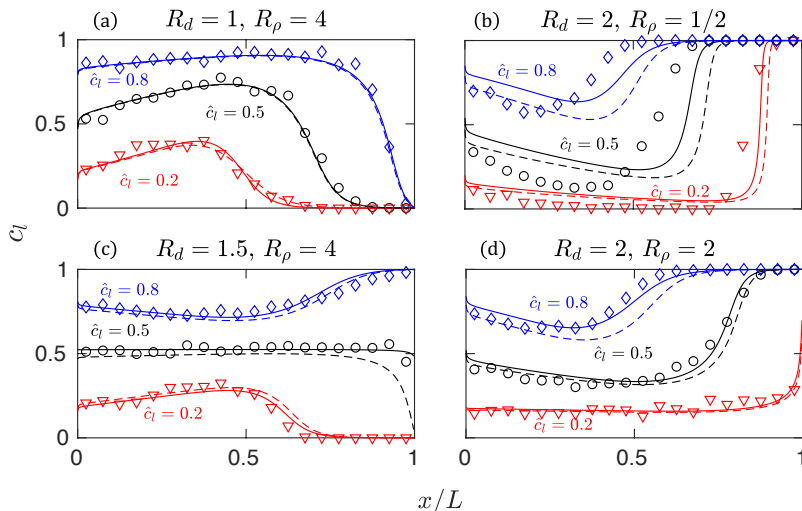 (a) R_d = 1, R_ρ = 4
1
0.5
0
ĉ_l = 0.8
ĉ_l = 0.5
ĉ_l = 0.2
(b) R_d = 2, R_ρ = 1/2
ĉ_l = 0.8
ĉ_l = 0.5
ĉ_l = 0.2
c_l
(c) R_d = 1.5, R_ρ = 4
1
0.5
0
ĉ_l = 0.8
ĉ_l = 0.5
ĉ_l = 0.2
0 0.5 1
(d) R_d = 2, R_ρ = 2
ĉ_l = 0.8
ĉ_l = 0.5
ĉ_l = 0.2
0 0.5 1
x/L